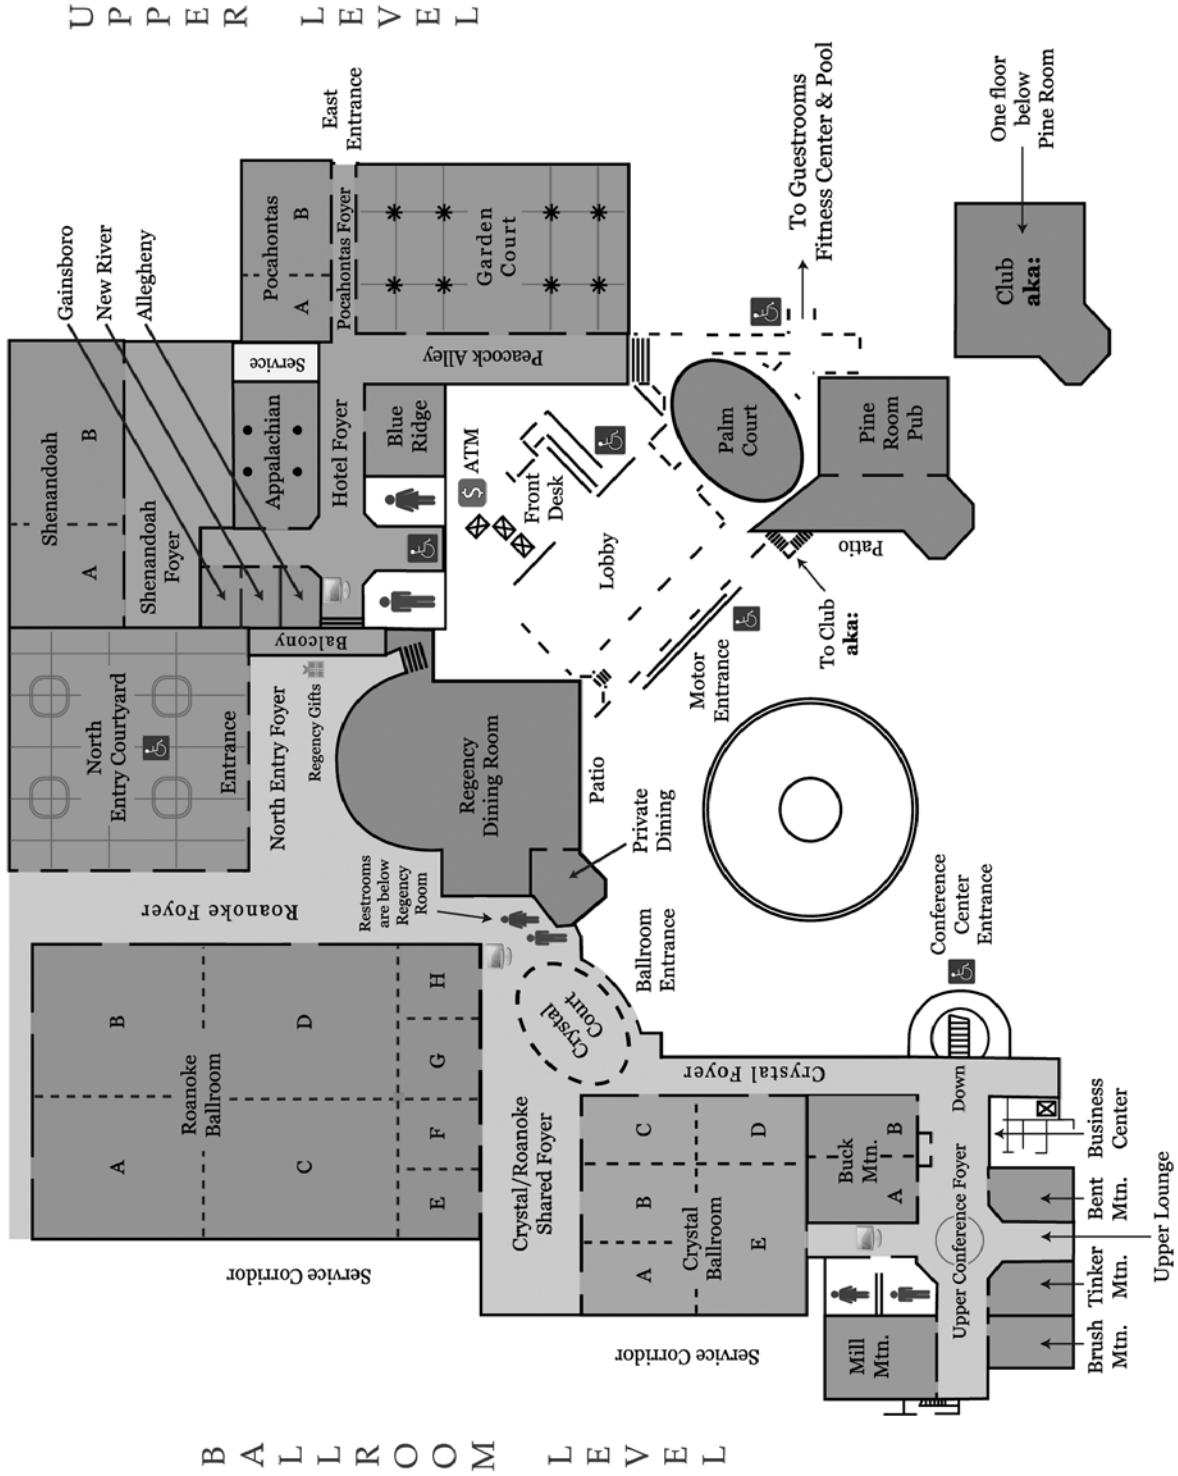 UPPER LEVEL
Gainsboro
New River
Allegheny
East
Entrance
Pocahontas
A
B
Pocahontas Foyer
Garden
Court
Peacock Alley
To Guestrooms
Fitness Center & Pool
One floor
below
Pine Room
Club
aka:
Shenandoah
A
B
Shenandoah
Foyer
Service
Appalachian
Hotel Foyer
Blue
Ridge
$
ATM
Front
Desk
Lobby
Palm
Court
Pine
Room
Pub
Patio
To Club
aka:
Motor
Entrance
Balcony
North
Entry Courtyard
Entrance
North Entry Foyer
Regency Gifts
Regency
Dining Room
Patio
Private
Dining
Restrooms
are below
Regency
Room
Roanoke Foyer
Ballroom
Entrance
Conference
Center
Entrance
Roanoke
Ballroom
A
B
C
D
E
F
G
H
Crystal
Court
Crystal Foyer
Crystal/Roanoke
Shared Foyer
Crystal
Ballroom
A
B
C
D
E
Buck
Mtn.
A
B
Down
Upper Conference Foyer
Business
Center
Bent
Mtn.
Upper Lounge
Tinker
Mtn.
Brush
Mtn.
Mill
Mtn.
Service Corridor
Service Corridor
BALLROOM LEVEL